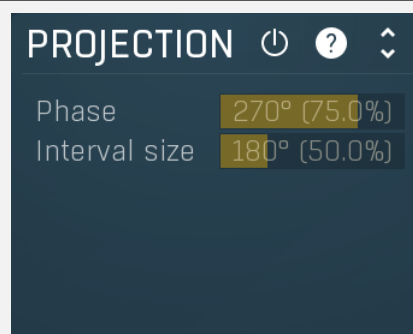 PROJECTION ?
Phase 270° (75.0%)
Interval size 180° (50.0%)